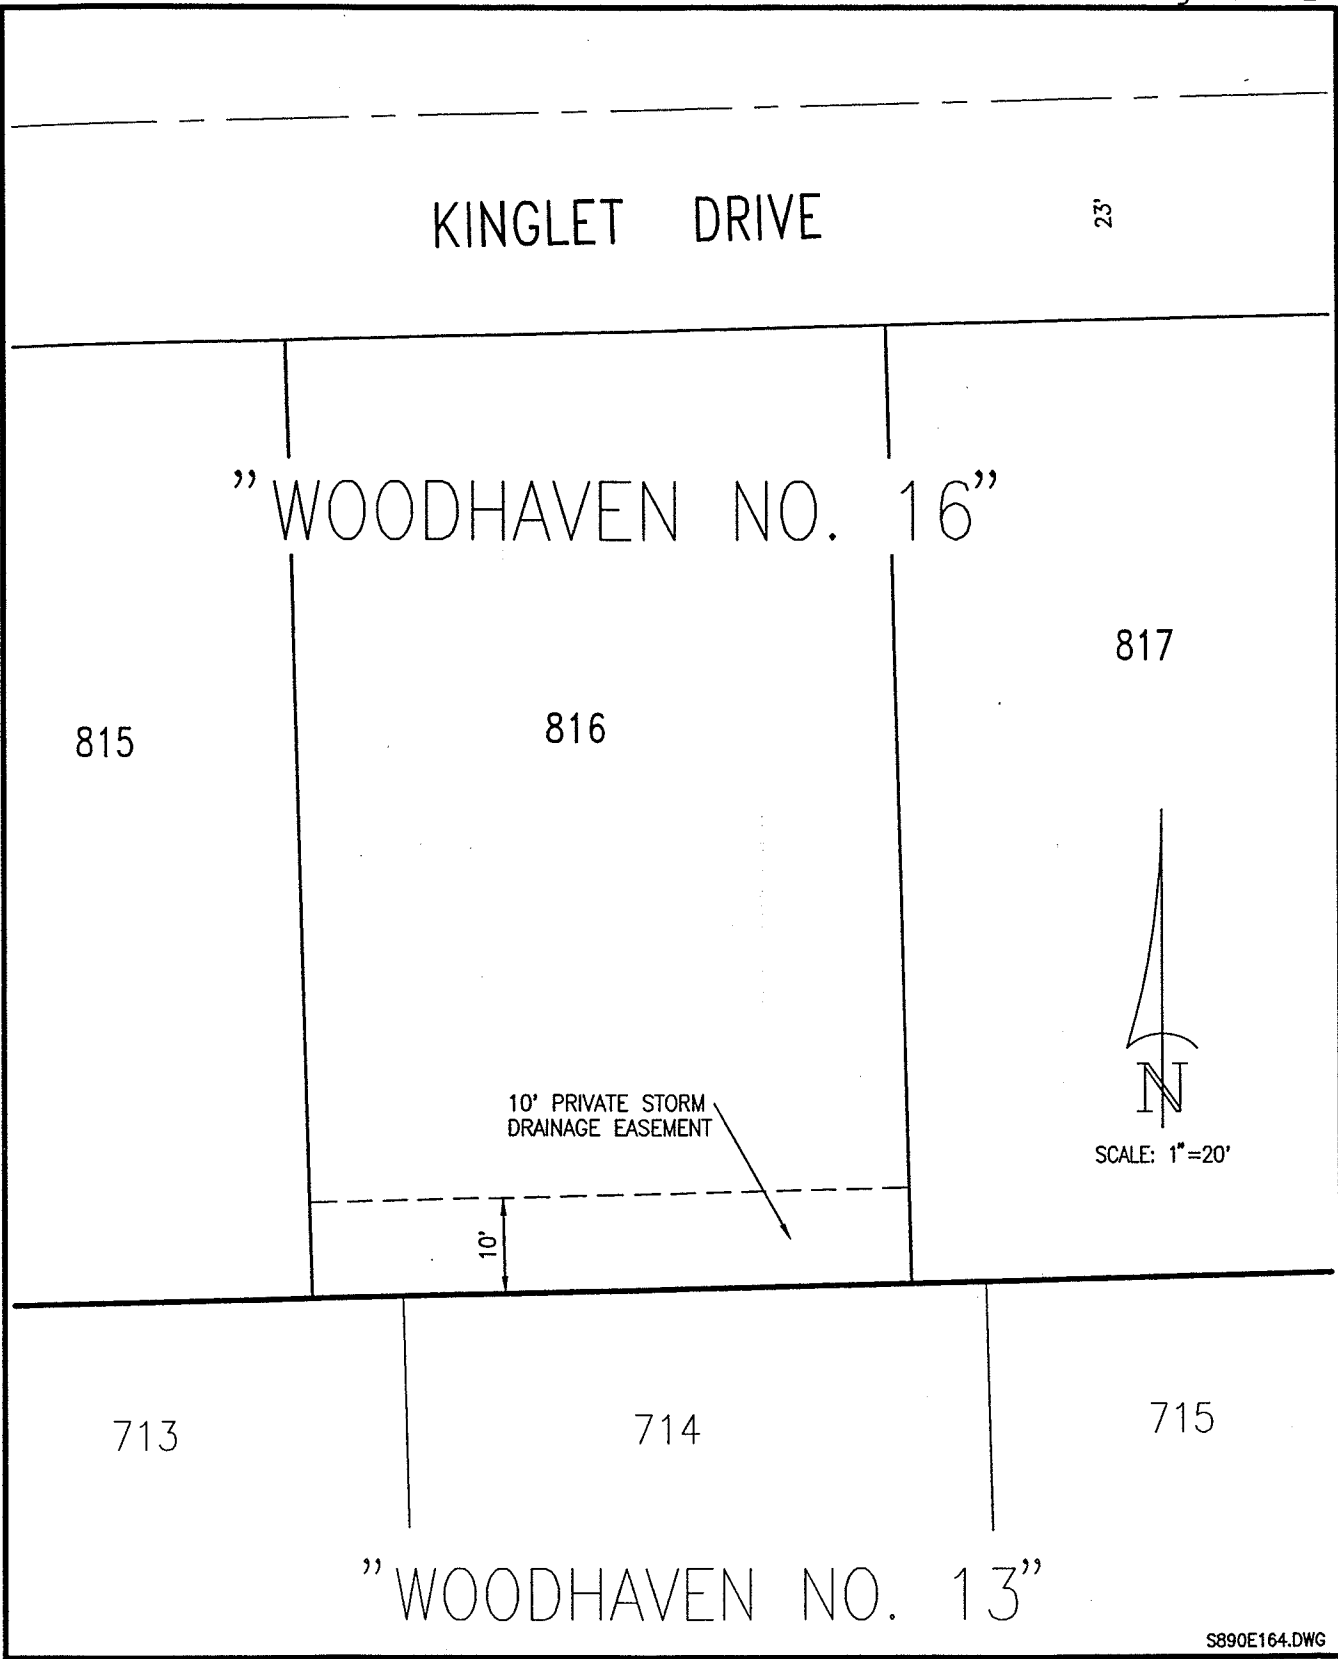 KINGLET DRIVE
23'
"WOODHAVEN NO. 16"
817
815
816
10' PRIVATE STORM
DRAINAGE EASEMENT
N
SCALE: 1"=20'
10'
713
714
715
"WOODHAVEN NO. 13"
S890E164.DWG